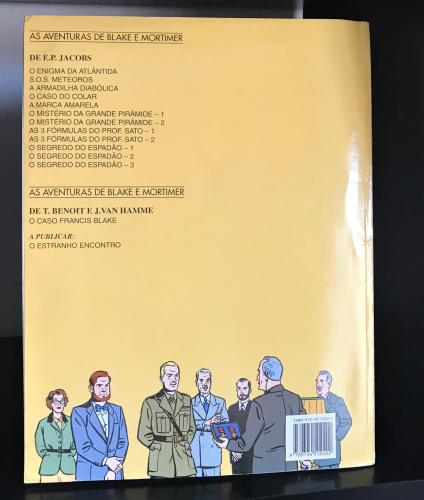 AS AVENTURAS DE BLAKE E MORTIMER
DE E.P. JACOBS
O ENIGMA DA ATLÂNTIDA
S.O.S. METEOROS
A ARMADILHA DIABÓLICA
O CASO DO COLAR
A MARCA AMARELA
O MISTÉRIO DA GRANDE PIRÂMIDE – 1
O MISTÉRIO DA GRANDE PIRÂMIDE – 2
AS 3 FÓRMULAS DO PROF. SATO – 1
AS 3 FÓRMULAS DO PROF. SATO – 2
O SEGREDO DO ESPADÃO – 1
O SEGREDO DO ESPADÃO – 2
O SEGREDO DO ESPADÃO – 3
AS AVENTURAS DE BLAKE E MORTIMER
DE T. BENOIT E J.VAN HAMME
O CASO FRANCIS BLAKE
A PUBLICAR:
O ESTRANHO ENCONTRO